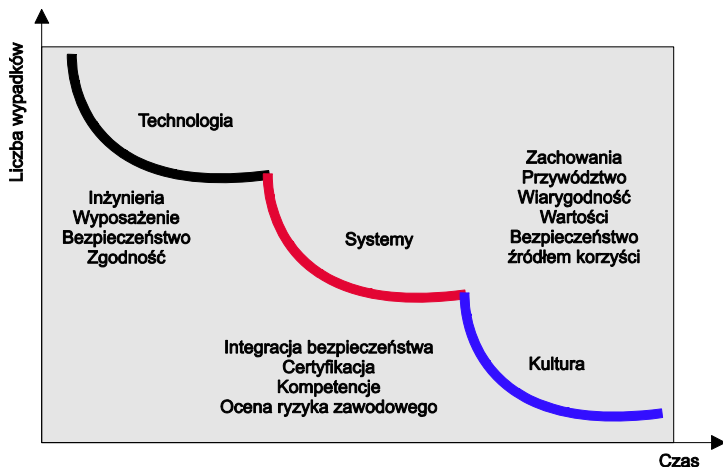 Liczba wypadków
Technologia
Inżynieria
Wyposażenie
Bezpieczeństwo
Zgodność
Systemy
Integracja bezpieczeństwa
Certyfikacja
Kompetencje
Ocena ryzyka zawodowego
Zachowania
Przywództwo
Wiarygodność
Wartości
Bezpieczeństwo
źródłem korzyści
Kultura
Czas